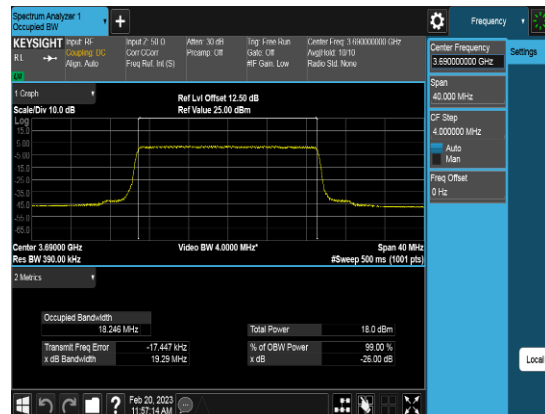 Spectrum Analyzer 1
Occupied BW
+
Frequency
KEYSIGHT
Input: RF
Coupling: DC
Align: Auto
Input Z: 50 Ω
Corr CCorr
Freq Ref: Int (S)
Atten: 30 dB
Preamp: Off
Trig: Free Run
Gate: Off
#IF Gain: Low
Center Freq: 3.690000000 GHz
Avg|Hold: 10/10
Radio Std: None
RL
LXI
Center Frequency
3.690000000 GHz
Settings
Span
40.000 MHz
CF Step
4.000000 MHz
Auto
Man
Freq Offset
0 Hz
1 Graph
Scale/Div 10.0 dB
Ref Lvl Offset 12.50 dB
Ref Value 25.00 dBm
Log
15.0
5.00
-5.00
-15.0
-25.0
-35.0
-45.0
-55.0
-65.0
Center 3.69000 GHz
Video BW 4.0000 MHz*
Span 40 MHz
Res BW 390.00 kHz
#Sweep 500 ms (1001 pts)
2 Metrics
Occupied Bandwidth
18.246 MHz
Total Power 18.0 dBm
Transmit Freq Error -17.447 kHz
% of OBW Power 99.00 %
x dB Bandwidth 19.29 MHz
x dB -26.00 dB
Local
?
Feb 20, 2023
11:57:14 AM